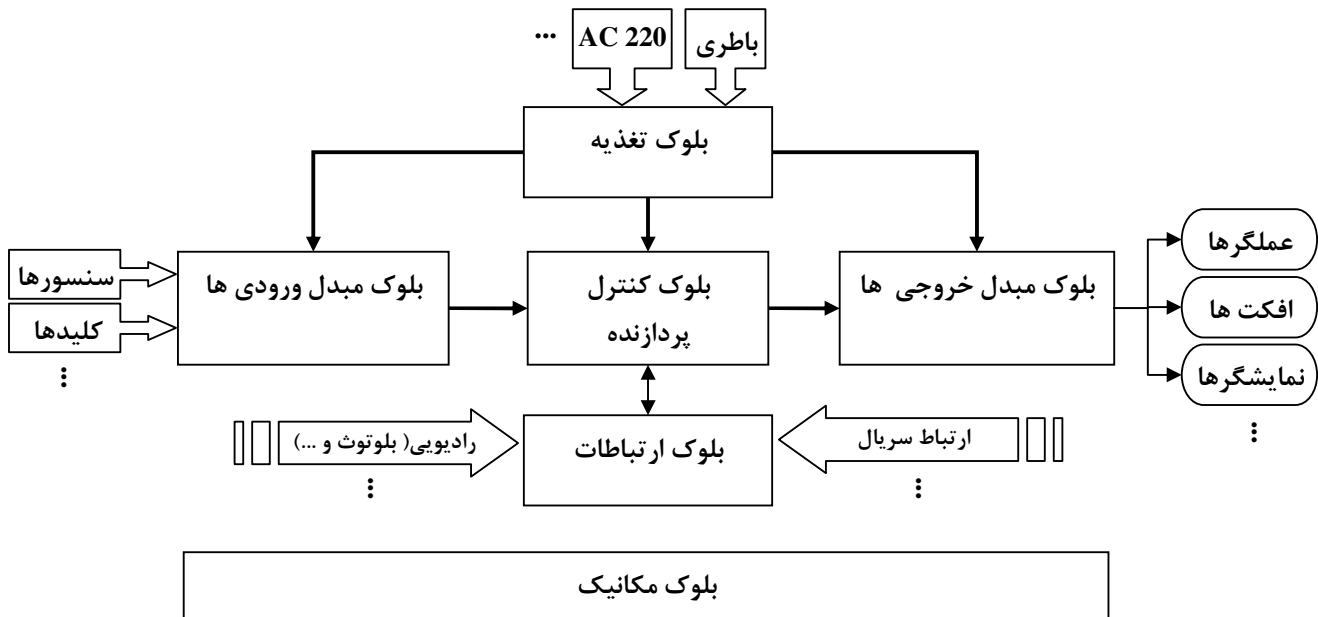 باطری
AC 220
...
بلوک تغذیه
سنسورها
کلیدها
...
بلوک مبدل ورودی ها
بلوک کنترل
پردازنده
بلوک مبدل خروجی ها
عملگرها
افکت ها
نمایشگرها
...
رادیویی( بلوتوث و ...)
...
بلوک ارتباطات
ارتباط سریال
...
بلوک مکانیک